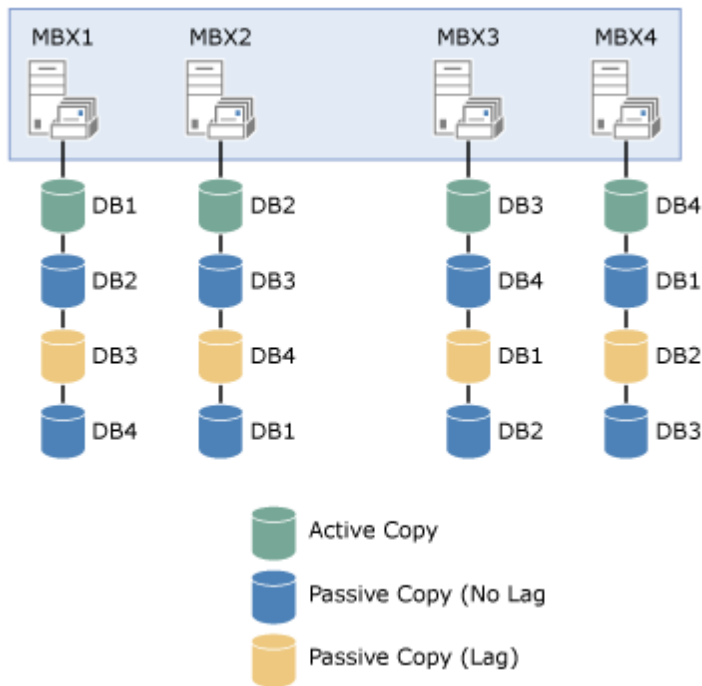 MBX1 MBX2 MBX3 MBX4
DB1 DB2 DB3 DB4
DB2 DB3 DB4 DB1
DB3 DB4 DB1 DB2
DB4 DB1 DB2 DB3
Active Copy
Passive Copy (No Lag
Passive Copy (Lag)